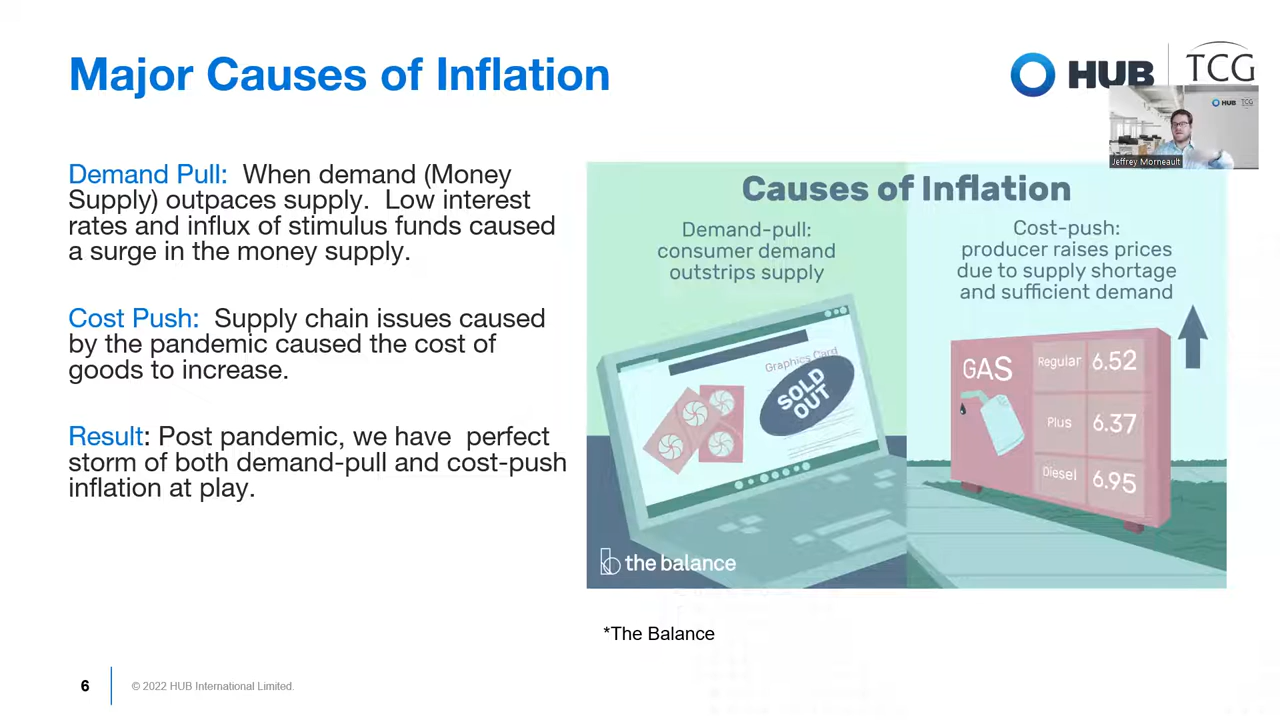 Major Causes of Inflation
HUB
TCG
HUB
TCG
Jeffrey Morneault
Demand Pull: When demand (Money
Supply) outpaces supply. Low interest
rates and influx of stimulus funds caused
a surge in the money supply.
Cost Push: Supply chain issues caused
by the pandemic caused the cost of
goods to increase.
Result: Post pandemic, we have perfect
storm of both demand-pull and cost-push
inflation at play.
Causes of Inflation
Demand-pull:
consumer demand
outstrips supply
Graphics Card
SOLD
OUT
the balance
Cost-push:
producer raises prices
due to supply shortage
and sufficient demand
GAS
Regular 6.52
Plus 6.37
Diesel 6.95
*The Balance
6
© 2022 HUB International Limited.